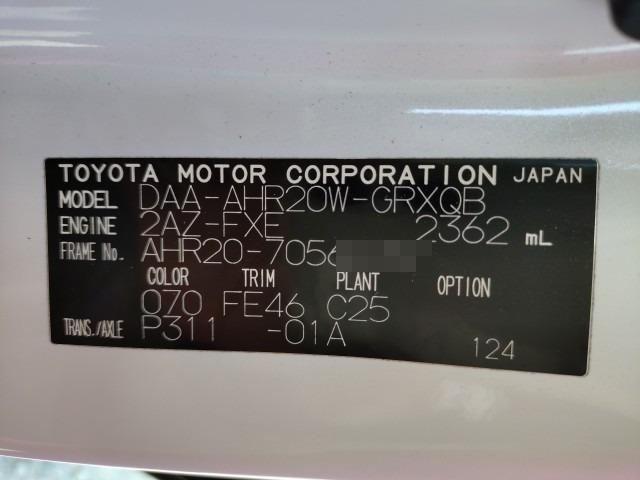 TOYOTA MOTOR CORPORATION JAPAN
MODEL DAA-AHR20W-GRXQB
ENGINE 2AZ-FXE 2362 mL
FRAME No. AHR20-7056
COLOR TRIM PLANT OPTION
070 FE46 C25
TRANS./AXLE P311 -01A
124